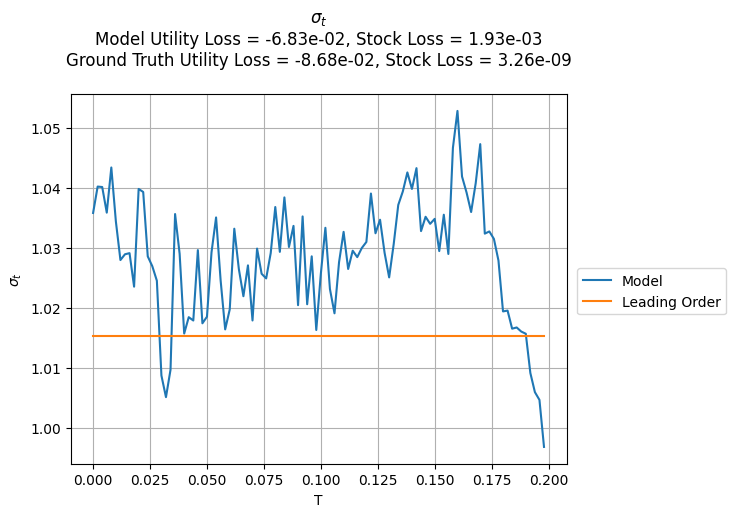 σₜ
Model Utility Loss = -6.83e-02, Stock Loss = 1.93e-03
Ground Truth Utility Loss = -8.68e-02, Stock Loss = 3.26e-09
1.05
1.04
1.03
1.02
1.01
1.00
σₜ
0.000 0.025 0.050 0.075 0.100 0.125 0.150 0.175 0.200
T
Model
Leading Order